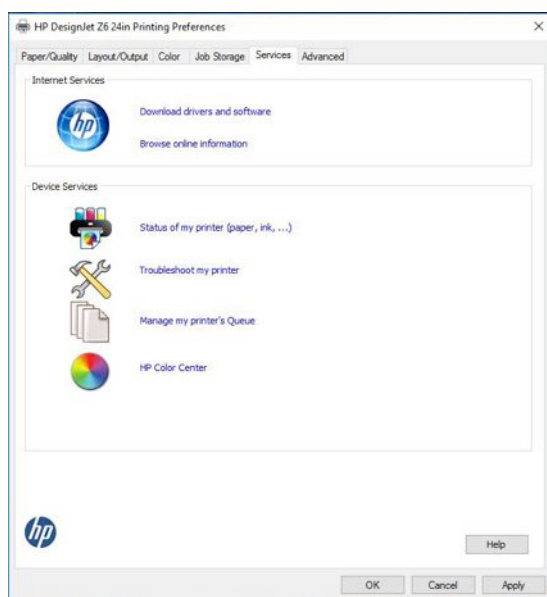 HP DesignJet Z6 24in Printing Preferences
Paper/Quality Layout/Output Color Job Storage Services Advanced
Internet Services
hp
Download drivers and software
Browse online information
Device Services
Status of my printer (paper, ink, ...)
Troubleshoot my printer
Manage my printer's Queue
HP Color Center
hp
Help
OK Cancel Apply